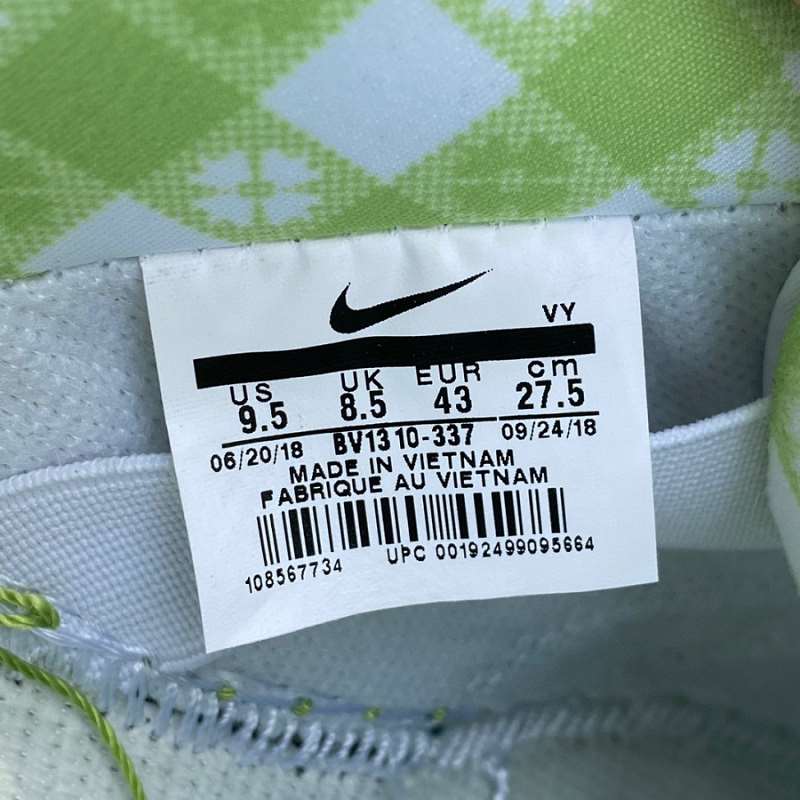 VY
US UK EUR cm
9.5 8.5 43 27.5
06/20/18 BV1310-337 09/24/18
MADE IN VIETNAM
FABRIQUE AU VIETNAM
108567734 UPC 00192499095664